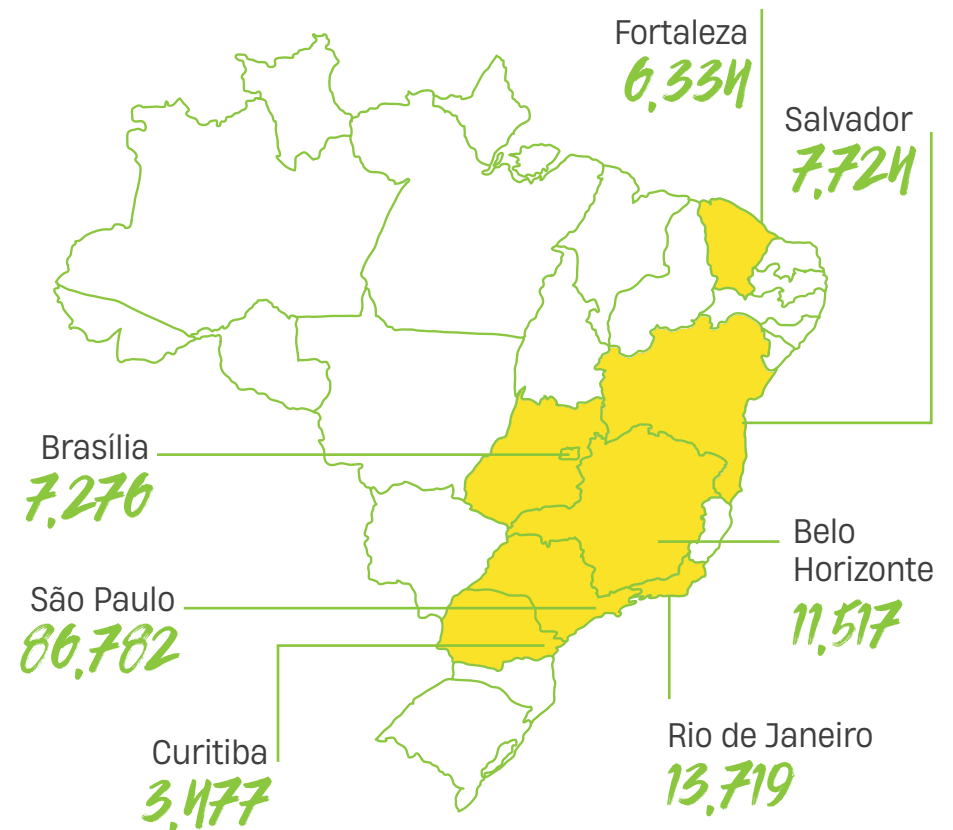 Fortaleza
6,334
Salvador
7,724
Brasília
7,276
Belo
Horizonte
11,517
São Paulo
86,782
Rio de Janeiro
13,719
Curitiba
3,477